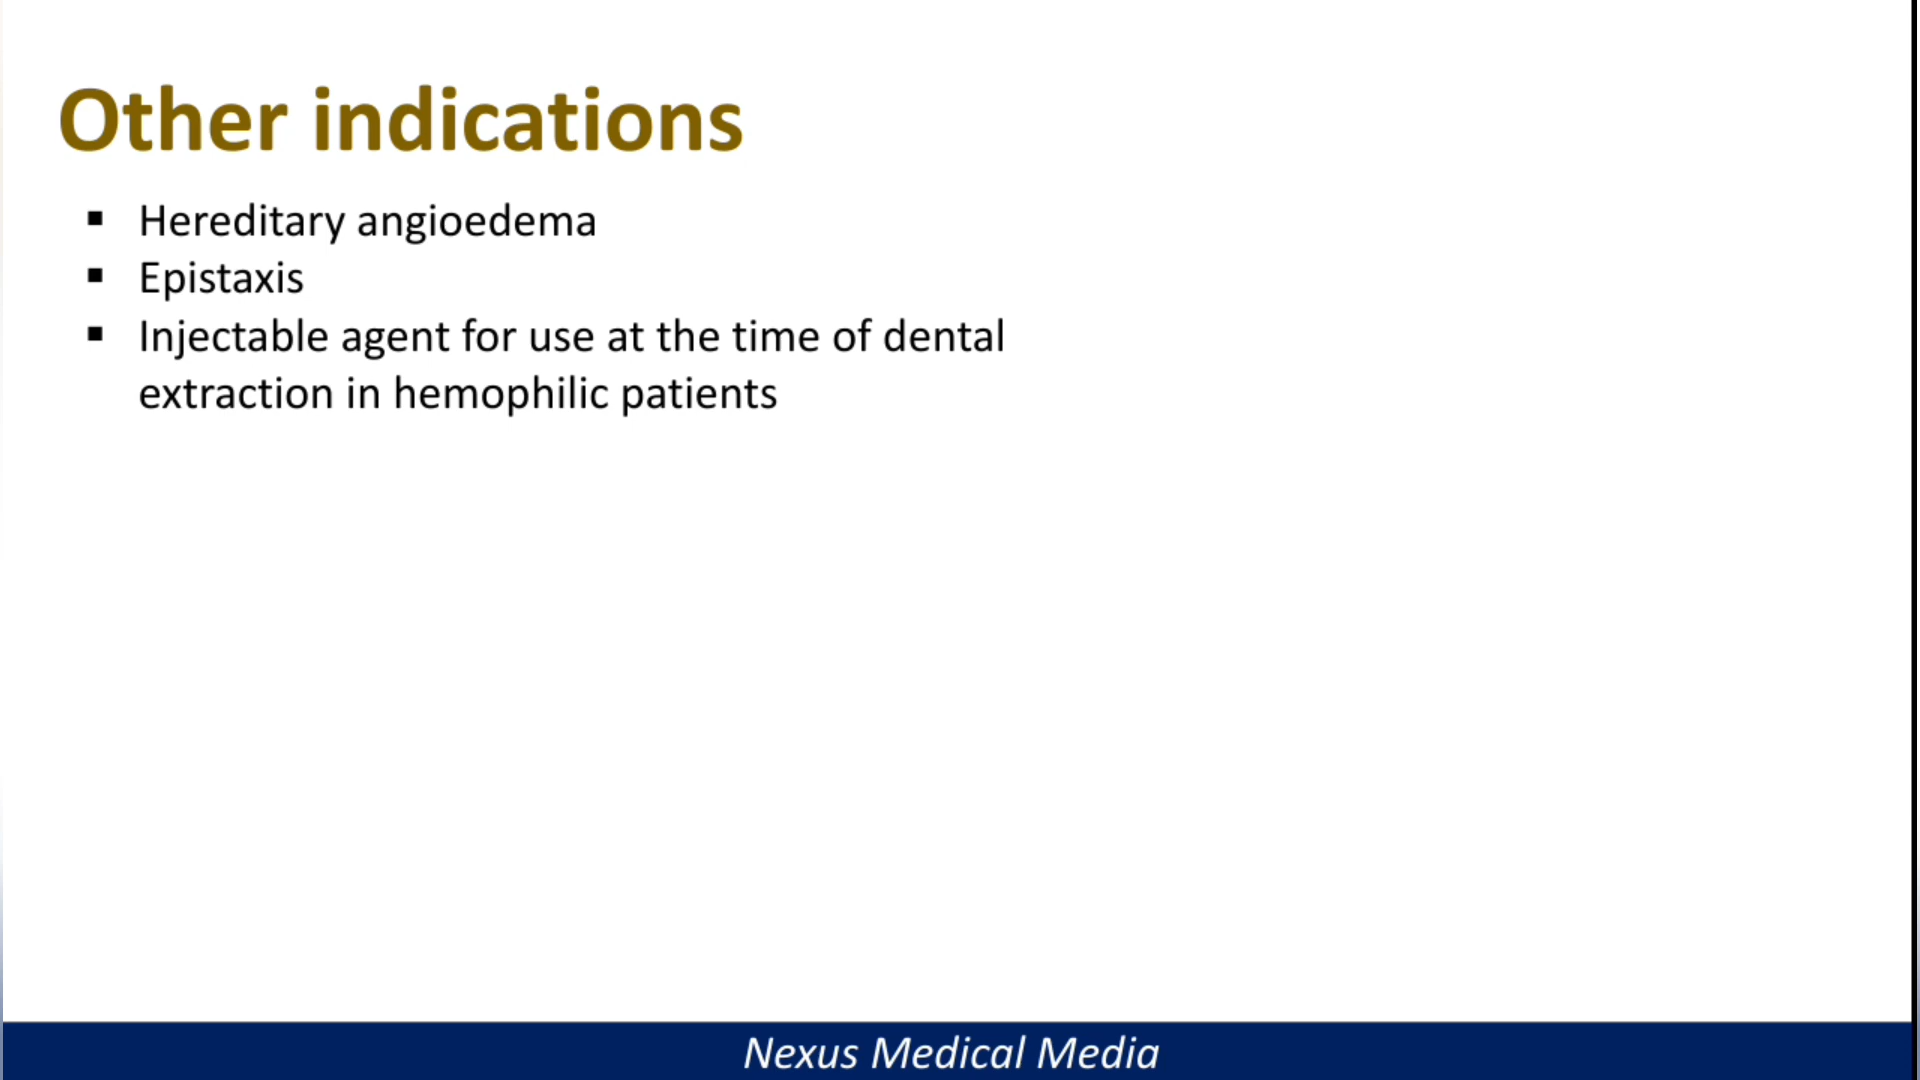 Other indications
▪ Hereditary angioedema
▪ Epistaxis
▪ Injectable agent for use at the time of dental
extraction in hemophilic patients
Nexus Medical Media